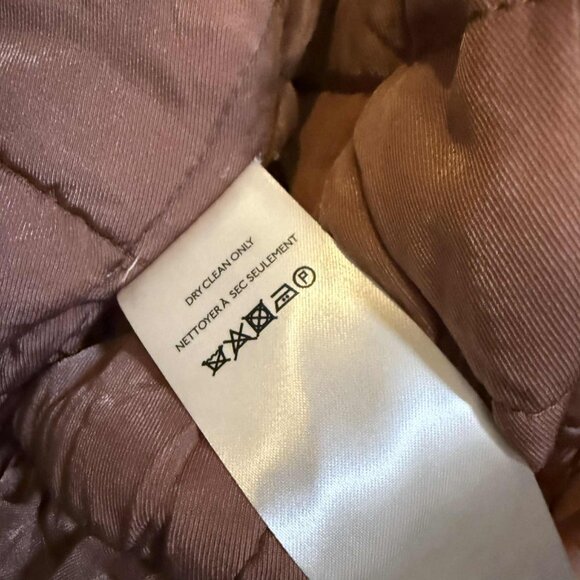 DRY CLEAN ONLY
NETTOYER À SEC SEULEMENT
P